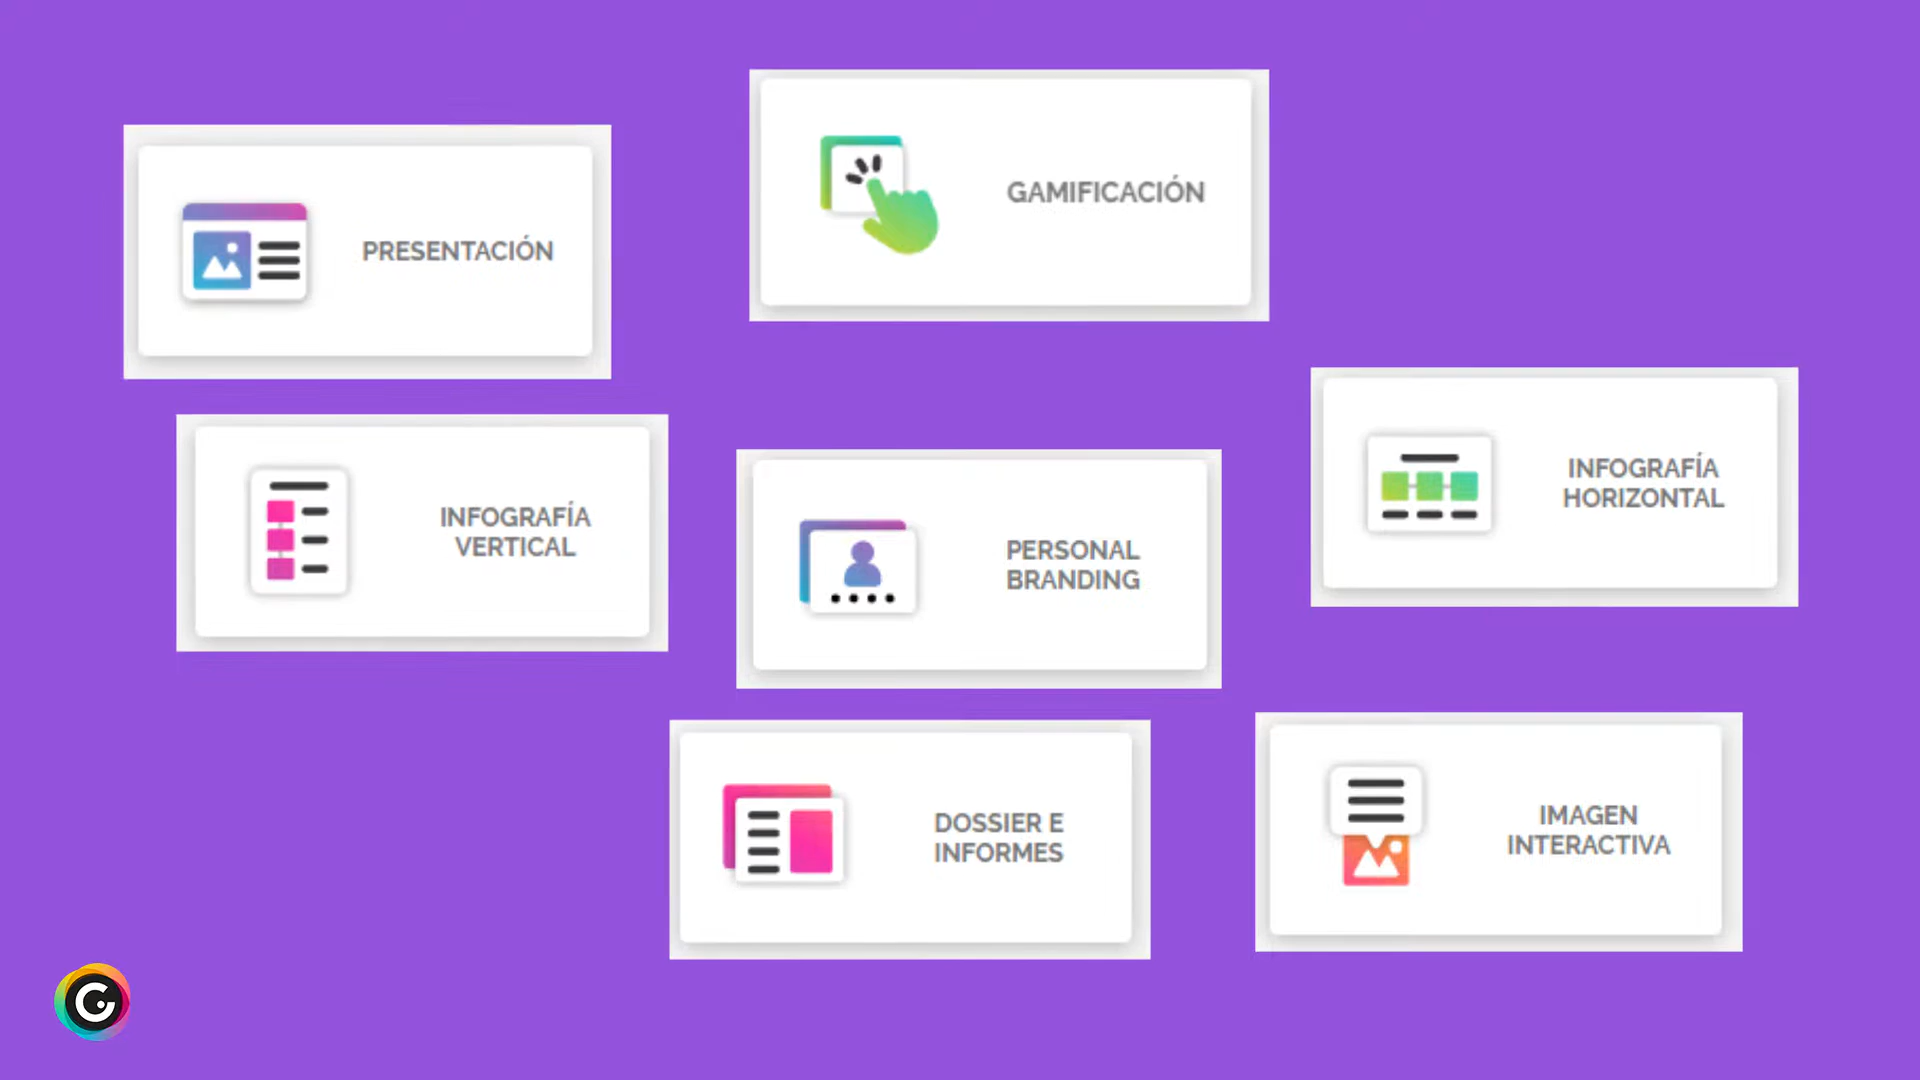 PRESENTACIÓN
GAMIFICACIÓN
INFOGRAFÍA
VERTICAL
PERSONAL
BRANDING
INFOGRAFÍA
HORIZONTAL
DOSSIER E
INFORMES
IMAGEN
INTERACTIVA